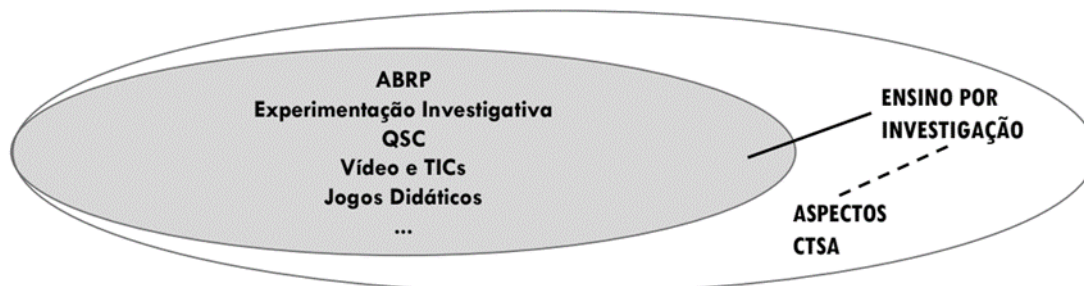 ABRP
Experimentação Investigativa
QSC
Vídeo e TICs
Jogos Didáticos
...
ENSINO POR
INVESTIGAÇÃO
ASPECTOS
CTSA